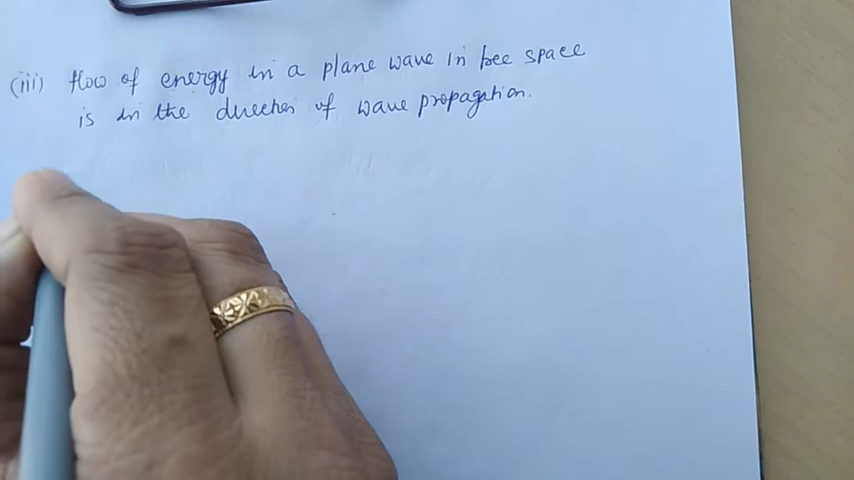 (iii) flow of energy in a plane wave in free space
is in the direction of wave propagation.